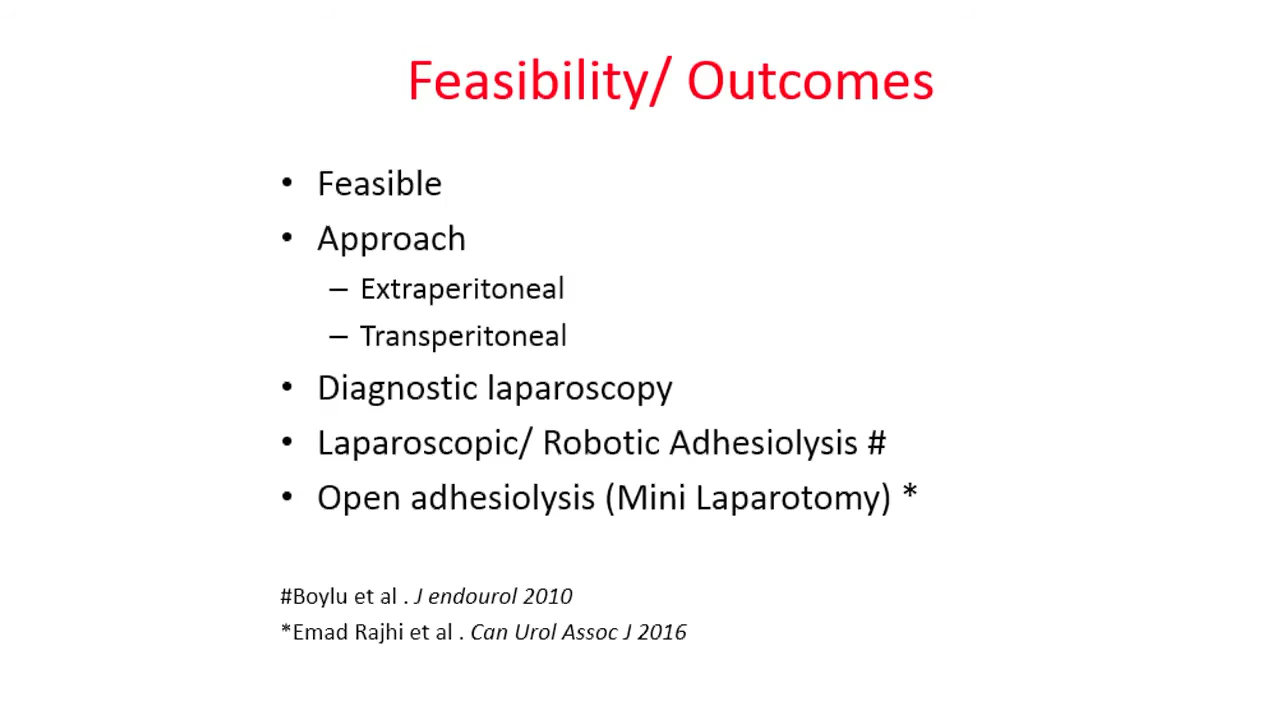 Feasibility/ Outcomes
• Feasible
• Approach
– Extraperitoneal
– Transperitoneal
• Diagnostic laparoscopy
• Laparoscopic/ Robotic Adhesiolysis #
• Open adhesiolysis (Mini Laparotomy) *
#Boylu et al . J endourol 2010
*Emad Rajhi et al . Can Urol Assoc J 2016